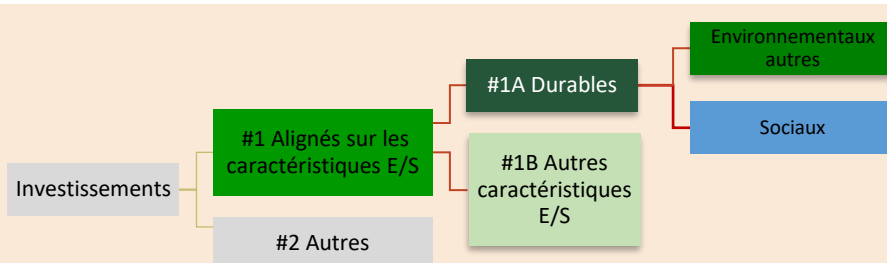 Investissements
#1 Alignés sur les
caractéristiques E/S
#2 Autres
#1A Durables
#1B Autres
caractéristiques
E/S
Environnementaux
autres
Sociaux